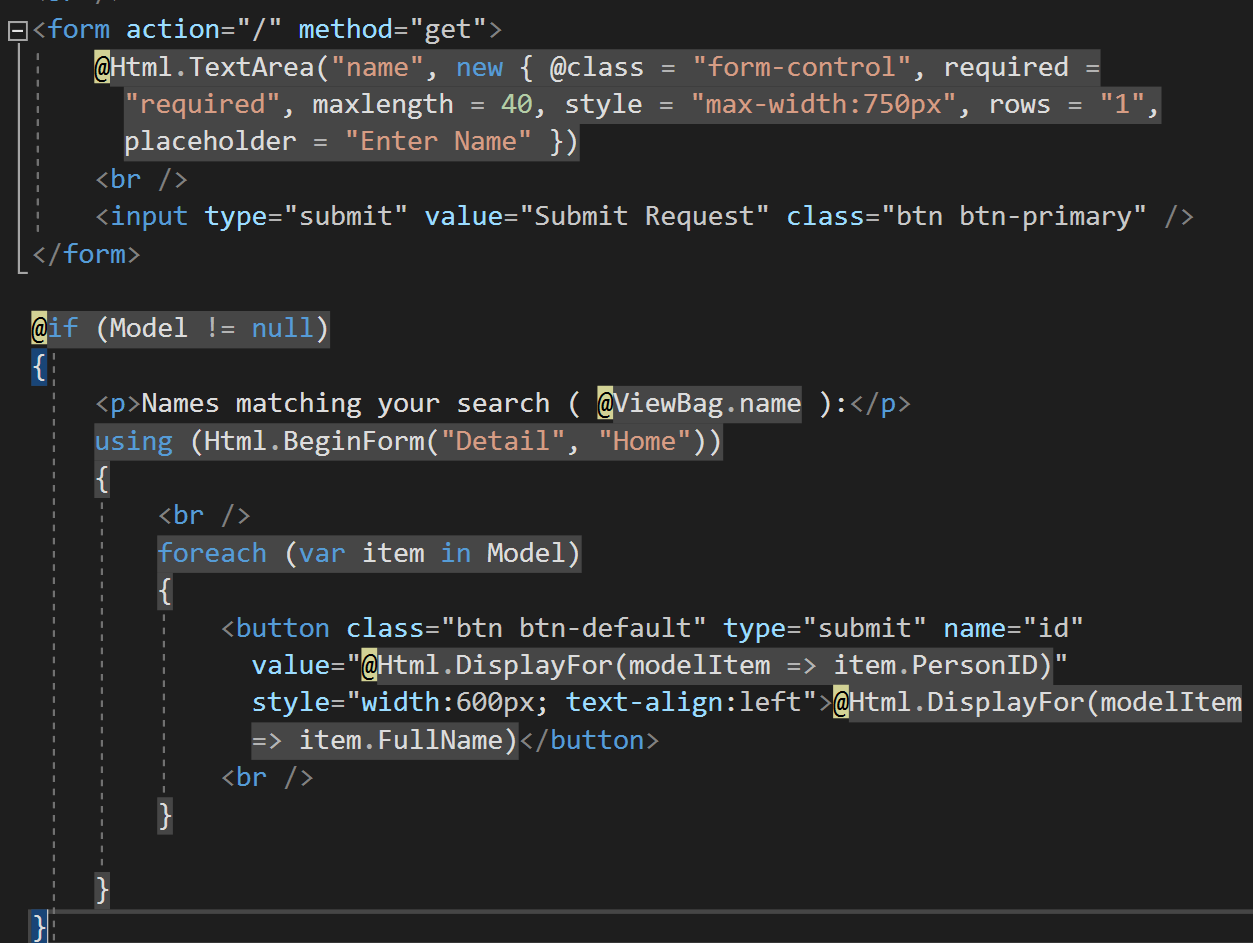 <form action="/" method="get">
@Html.TextArea("name", new { @class = "form-control", required =
"required", maxlength = 40, style = "max-width:750px", rows = "1",
placeholder = "Enter Name" })
<br />
<input type="submit" value="Submit Request" class="btn btn-primary" />
</form>
@if (Model != null)
{
<p>Names matching your search ( @ViewBag.name ):</p>
using (Html.BeginForm("Detail", "Home"))
{
<br />
foreach (var item in Model)
{
<button class="btn btn-default" type="submit" name="id"
value="@Html.DisplayFor(modelItem => item.PersonID)"
style="width:600px; text-align:left">@Html.DisplayFor(modelItem
=> item.FullName)</button>
<br />
}
}
}